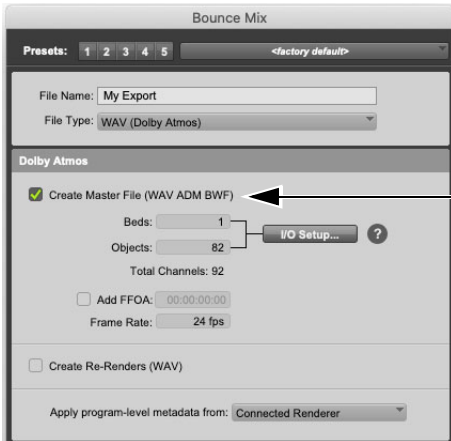 Bounce Mix
Presets: 1 2 3 4 5 <factory default>
File Name: My Export
File Type: WAV (Dolby Atmos)
Dolby Atmos
Create Master File (WAV ADM BWF)
Beds: 1
I/O Setup... ?
Objects: 82
Total Channels: 92
Add FFOA: 00:00:00:00
Frame Rate: 24 fps
Create Re-Renders (WAV)
Apply program-level metadata from: Connected Renderer